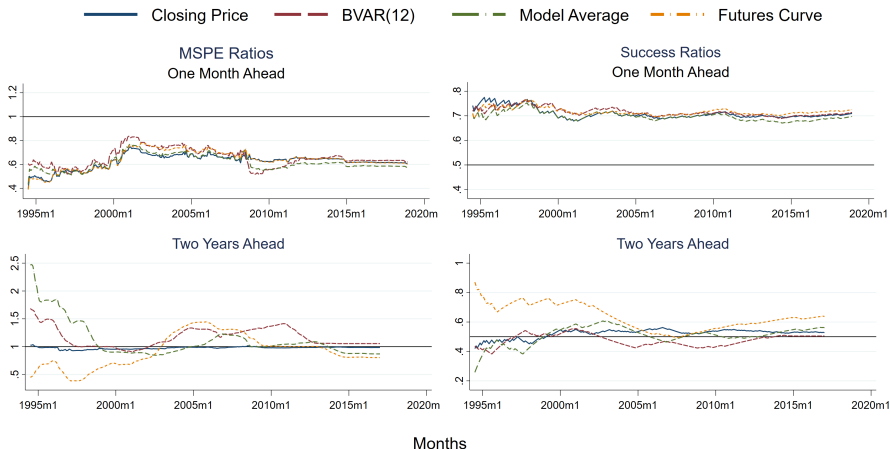 Closing Price BVAR(12) Model Average Futures Curve
MSPE Ratios
One Month Ahead
1.2
1
.8
.6
.4
1995m1 2000m1 2005m1 2010m1 2015m1 2020m
Success Ratios
One Month Ahead
.8
.7
.6
.5
.4
1995m1 2000m1 2005m1 2010m1 2015m1 2020m1
Two Years Ahead
2.5
2
1.5
1
.5
1995m1 2000m1 2005m1 2010m1 2015m1 2020m1
Two Years Ahead
1
.8
.6
.4
.2
1995m1 2000m1 2005m1 2010m1 2015m1 2020m1
Months